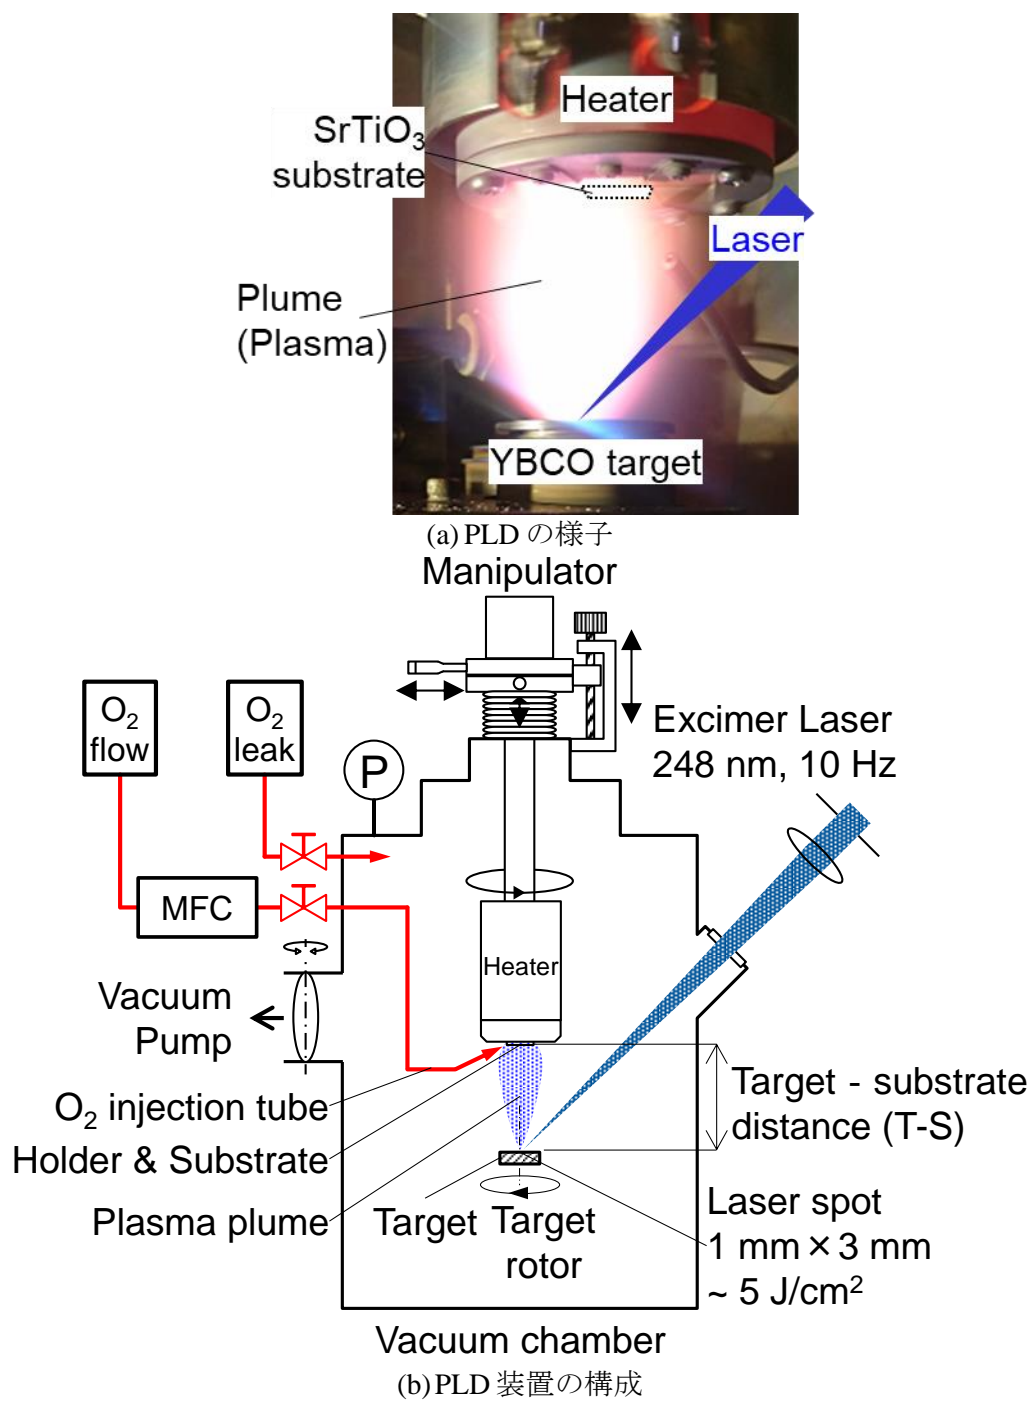 Heater
SrTiO₃
substrate
Laser
Plume
(Plasma)
YBCO target
(a) PLD の様子
Manipulator
O₂
flow
O₂
leak
P
Excimer Laser
248 nm, 10 Hz
MFC
Heater
Vacuum
Pump
Target - substrate
distance (T-S)
O₂ injection tube
Holder & Substrate
Plasma plume
Target
Target
rotor
Laser spot
1 mm × 3 mm
~ 5 J/cm²
Vacuum chamber
(b) PLD 装置の構成